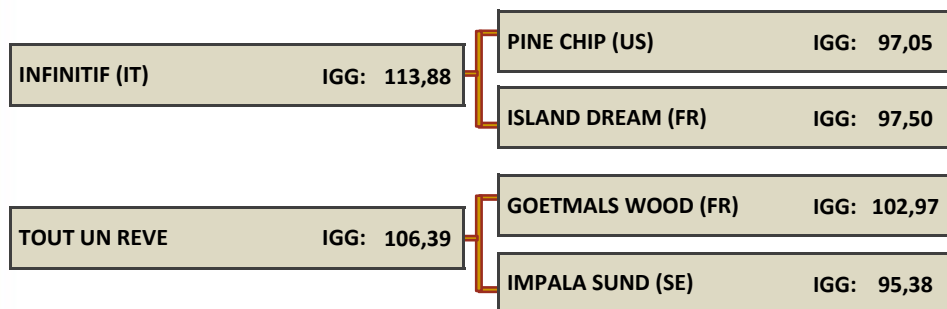 PINE CHIP (US) IGG: 97,05
INFINITIF (IT) IGG: 113,88
ISLAND DREAM (FR) IGG: 97,50
GOETMALS WOOD (FR) IGG: 102,97
TOUT UN REVE IGG: 106,39
IMPALA SUND (SE) IGG: 95,38